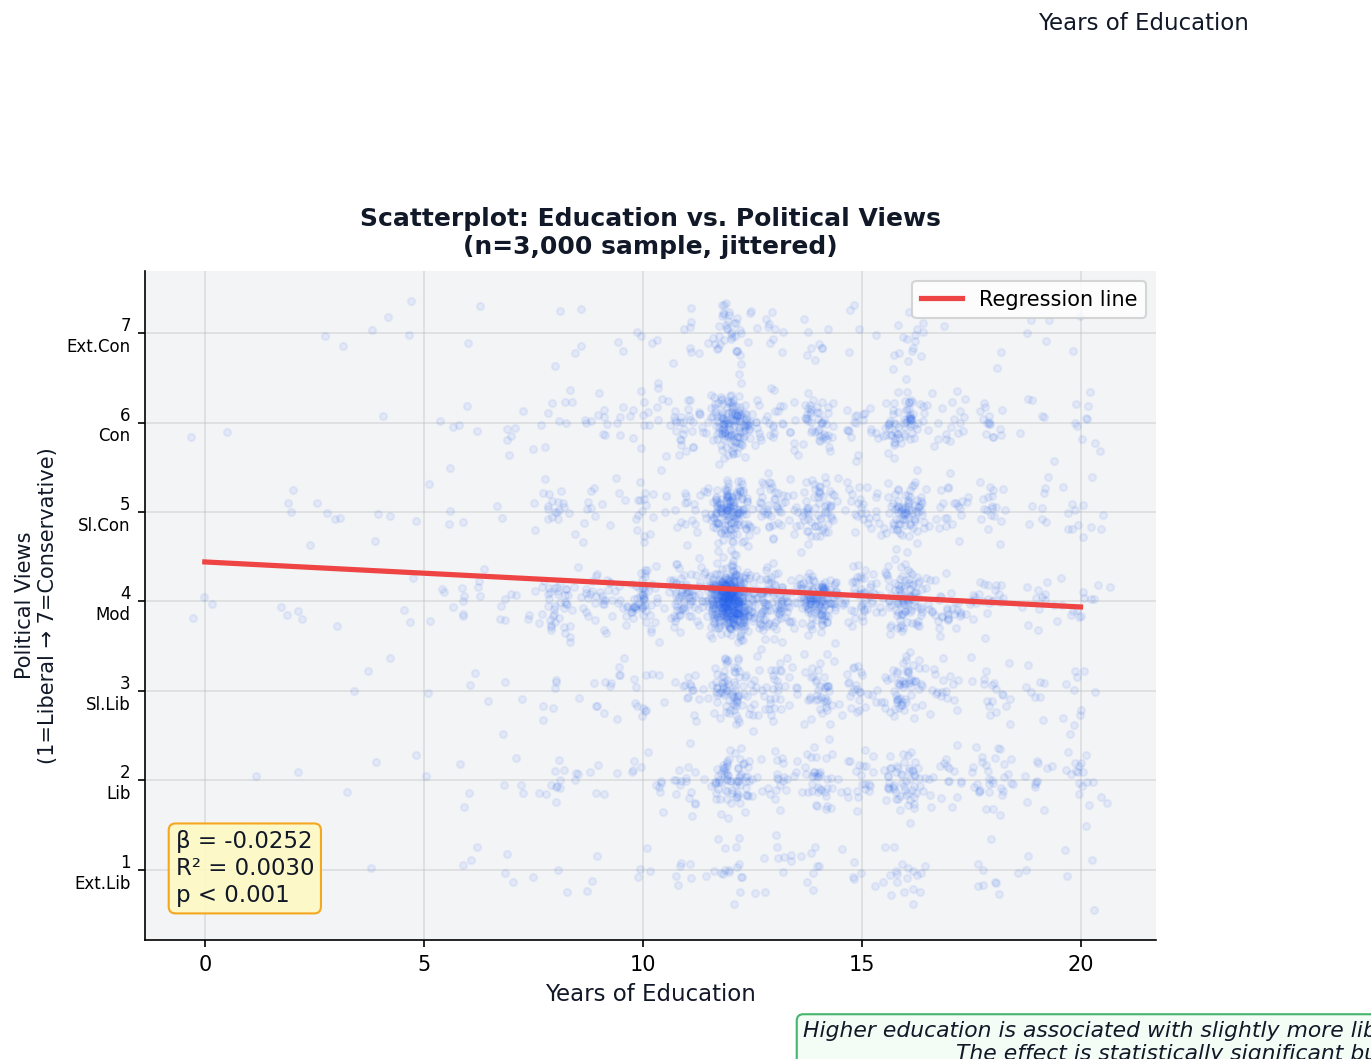 Years of Education
Scatterplot: Education vs. Political Views
(n=3,000 sample, jittered)
Regression line
Political Views
(1=Liberal → 7=Conservative)
7
Ext.Con
6
Con
5
Sl.Con
4
Mod
3
Sl.Lib
2
Lib
1
Ext.Lib
β = -0.0252
R² = 0.0030
p < 0.001
0 5 10 15 20
Years of Education
Higher education is associated with slightly more
The effect is statistically significant